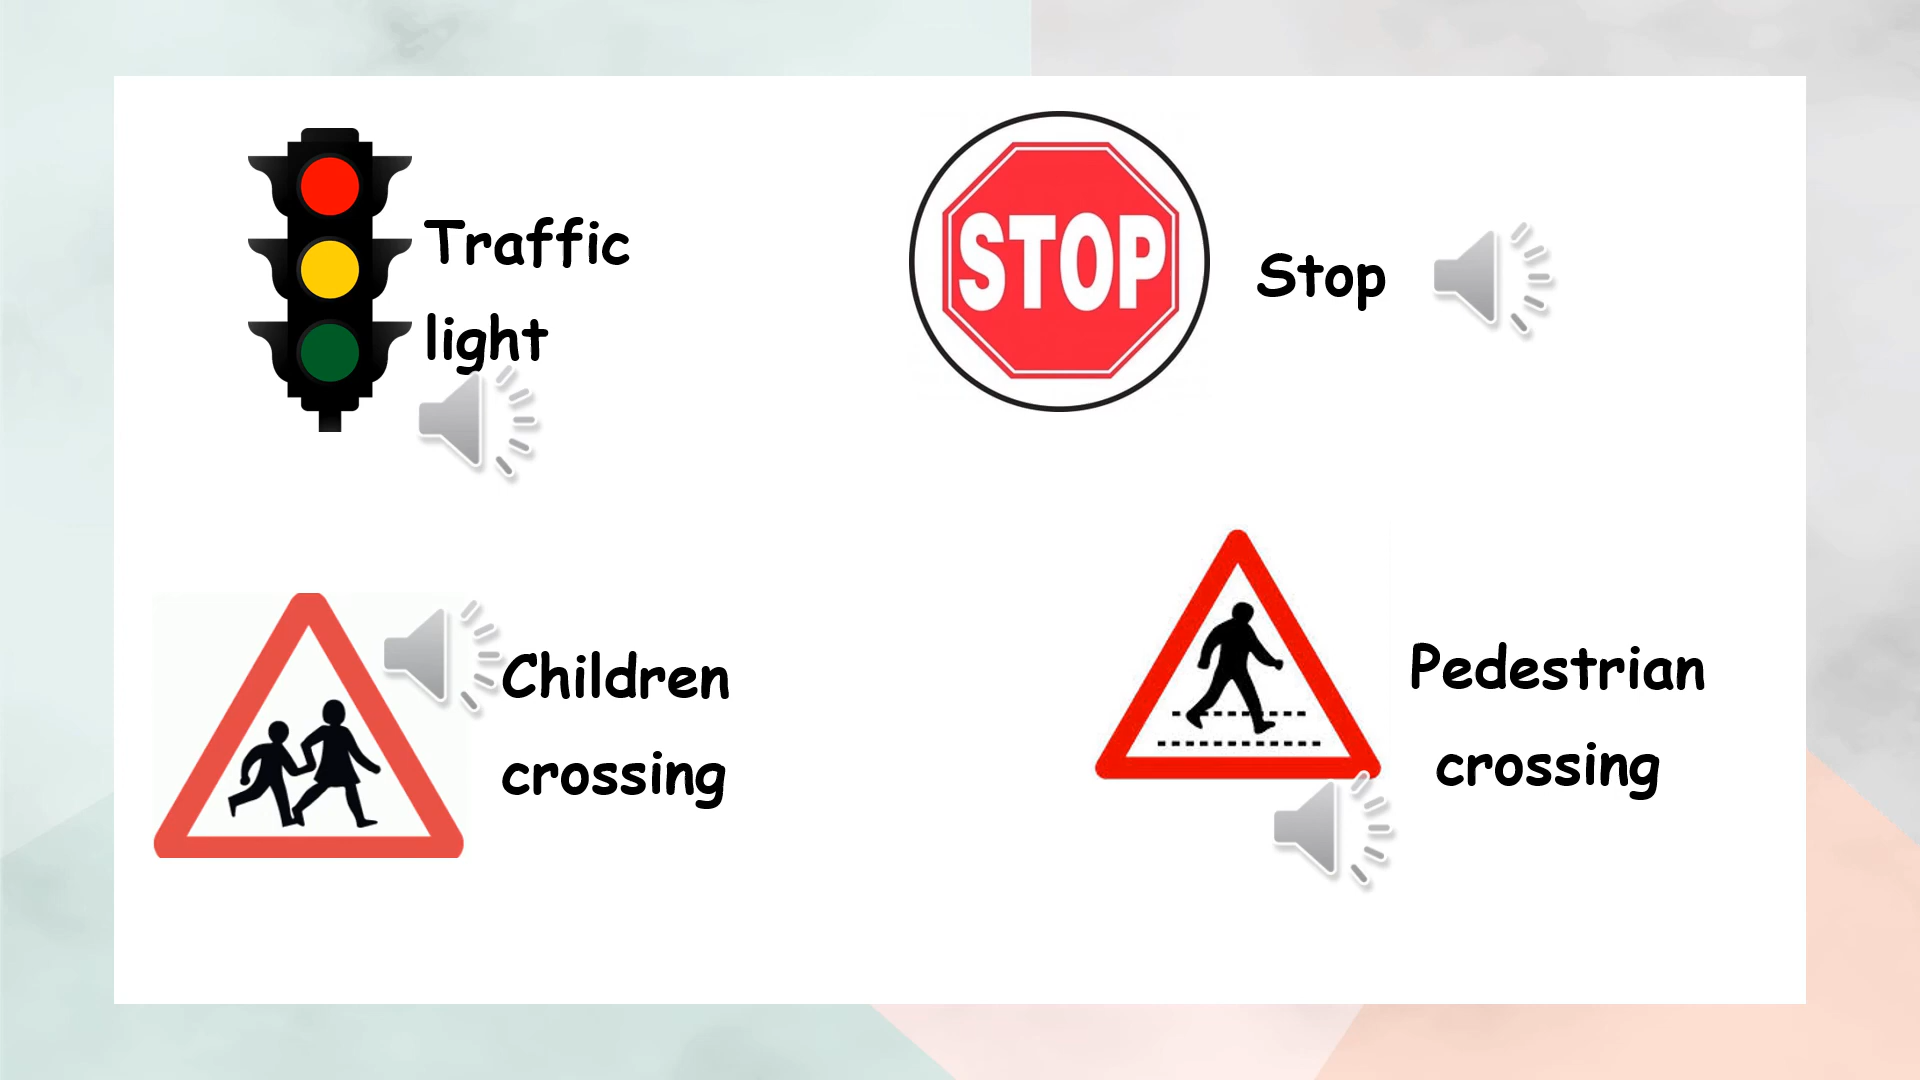 Traffic
light
STOP
Stop
Children
crossing
Pedestrian
crossing